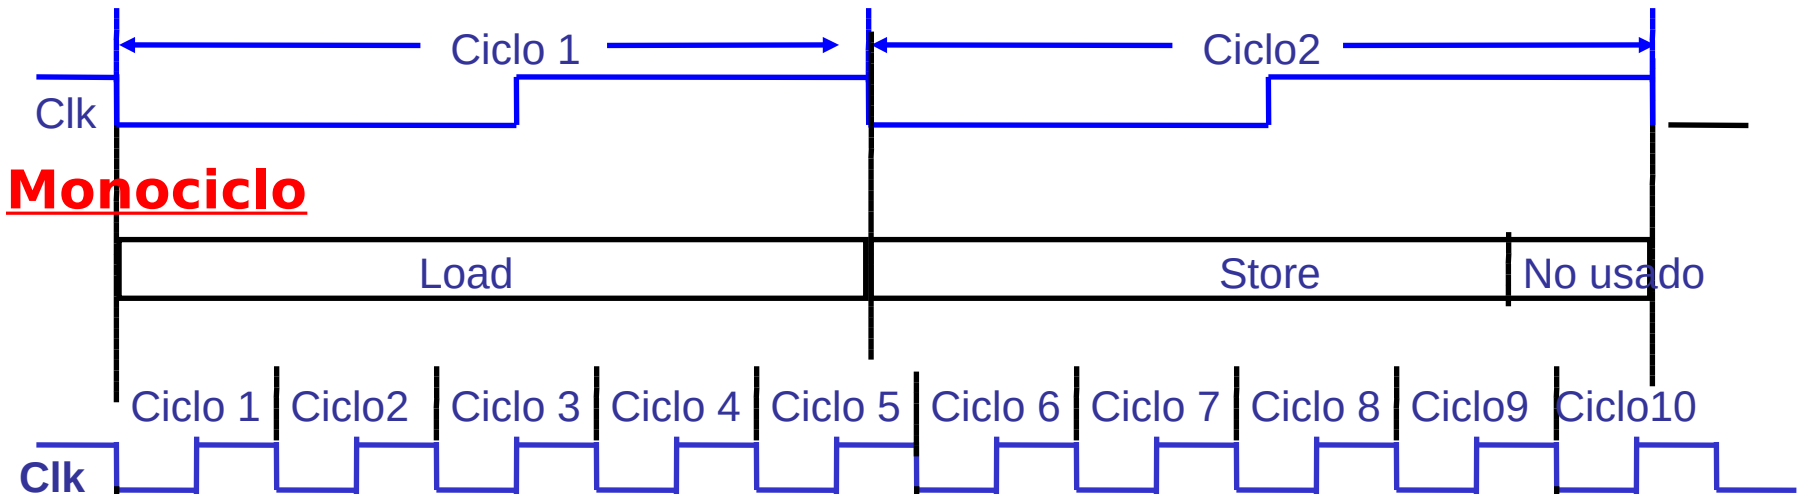 Ciclo 1 Ciclo2
Clk
Monociclo
Load Store No usado
Ciclo 1 Ciclo2 Ciclo 3 Ciclo 4 Ciclo 5 Ciclo 6 Ciclo 7 Ciclo 8 Ciclo9 Ciclo10
Clk